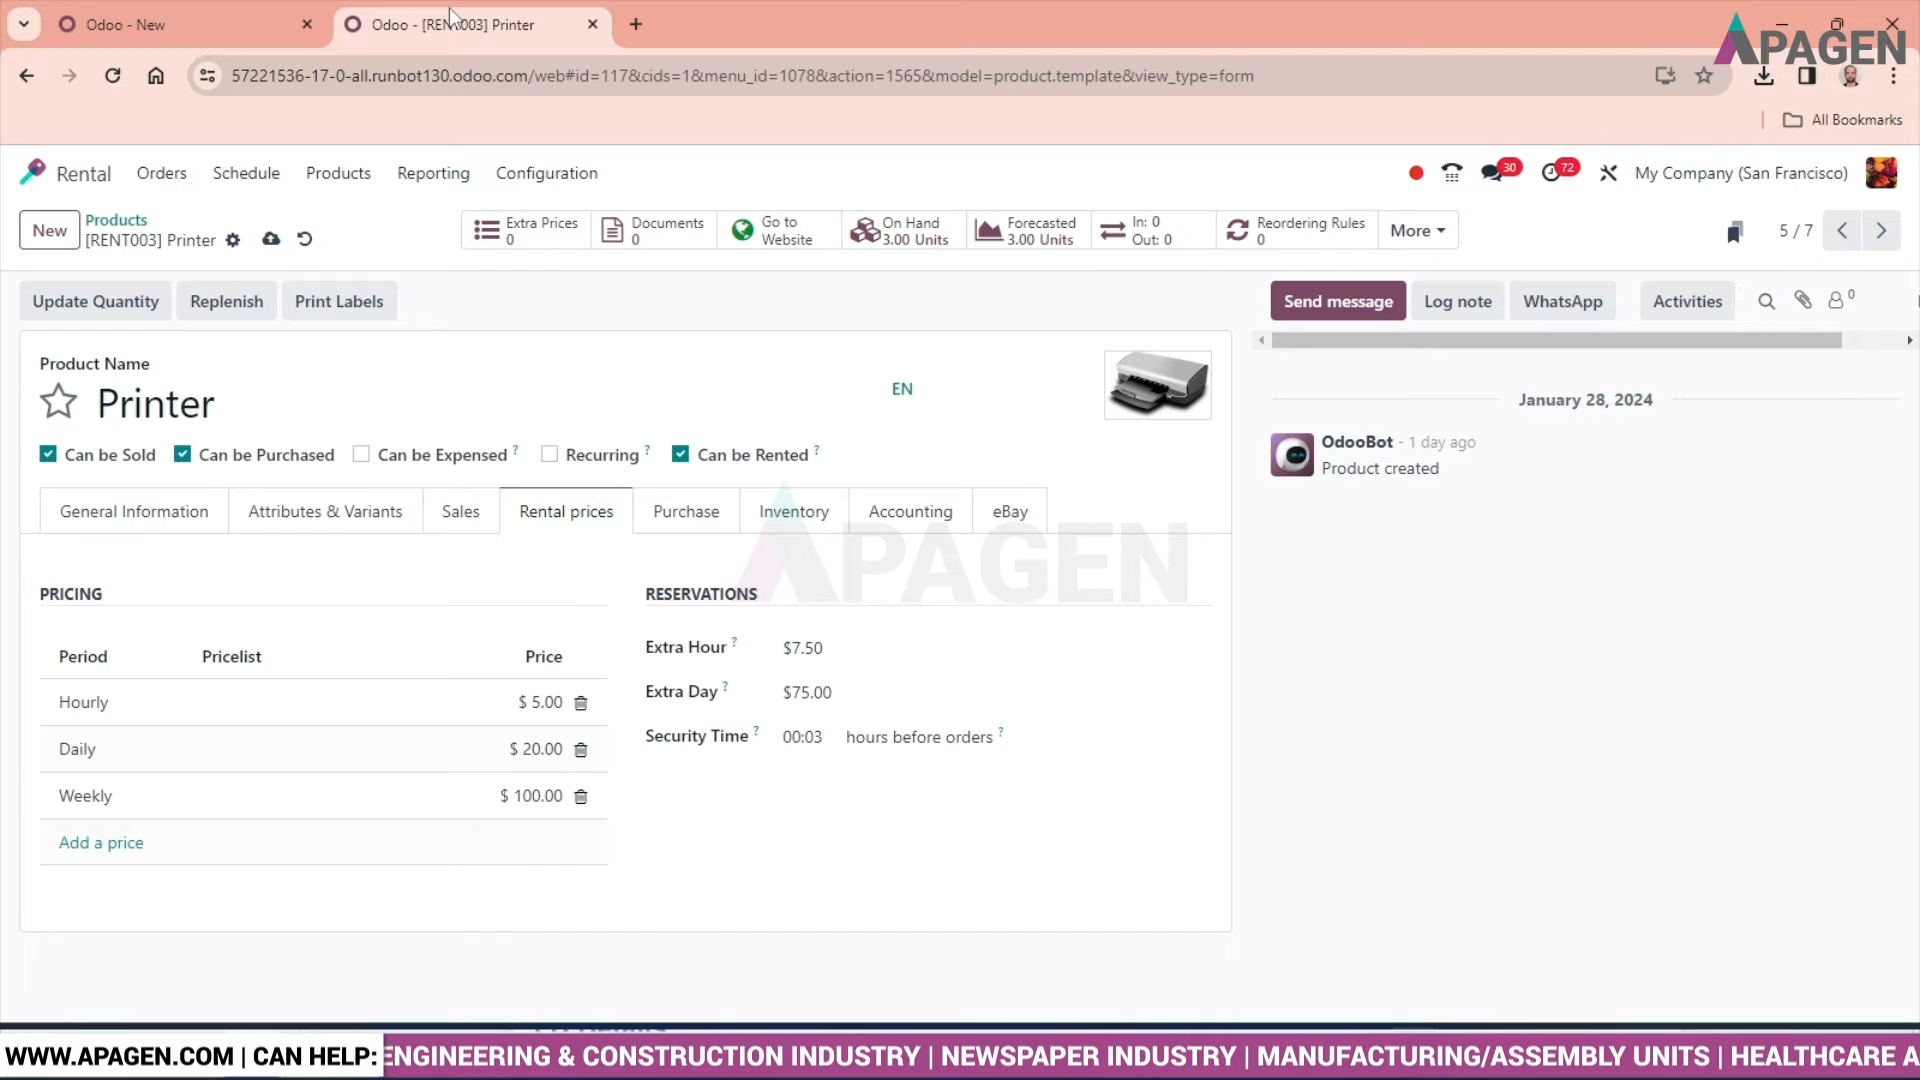 Odoo - New
Odoo - [RENT003] Printer
APAGEN
57221536-17-0-all.runbot130.odoo.com/web#id=117&cids=1&menu_id=1078&action=1565&model=product.template&view_type=form
All Bookmarks
Rental Orders Schedule Products Reporting Configuration
30 72 My Company (San Francisco)
New Products
[RENT003] Printer
Extra Prices 0
Documents 0
Go to Website
On Hand 3.00 Units
Forecasted 3.00 Units
In: 0
Out: 0
Reordering Rules 0
More
5 / 7
Update Quantity Replenish Print Labels
Send message Log note WhatsApp Activities 0
Product Name
Printer
EN
Can be Sold Can be Purchased Can be Expensed ? Recurring ? Can be Rented ?
General Information Attributes & Variants Sales Rental prices Purchase Inventory Accounting eBay
January 28, 2024
OdooBot - 1 day ago
Product created
APAGEN
PRICING
Period Pricelist Price
Hourly $ 5.00
Daily $ 20.00
Weekly $ 100.00
Add a price
RESERVATIONS
Extra Hour ? $7.50
Extra Day ? $75.00
Security Time ? 00:03 hours before orders ?
WWW.APAGEN.COM | CAN HELP: ENGINEERING & CONSTRUCTION INDUSTRY | NEWSPAPER INDUSTRY | MANUFACTURING/ASSEMBLY UNITS | HEALTHCARE A